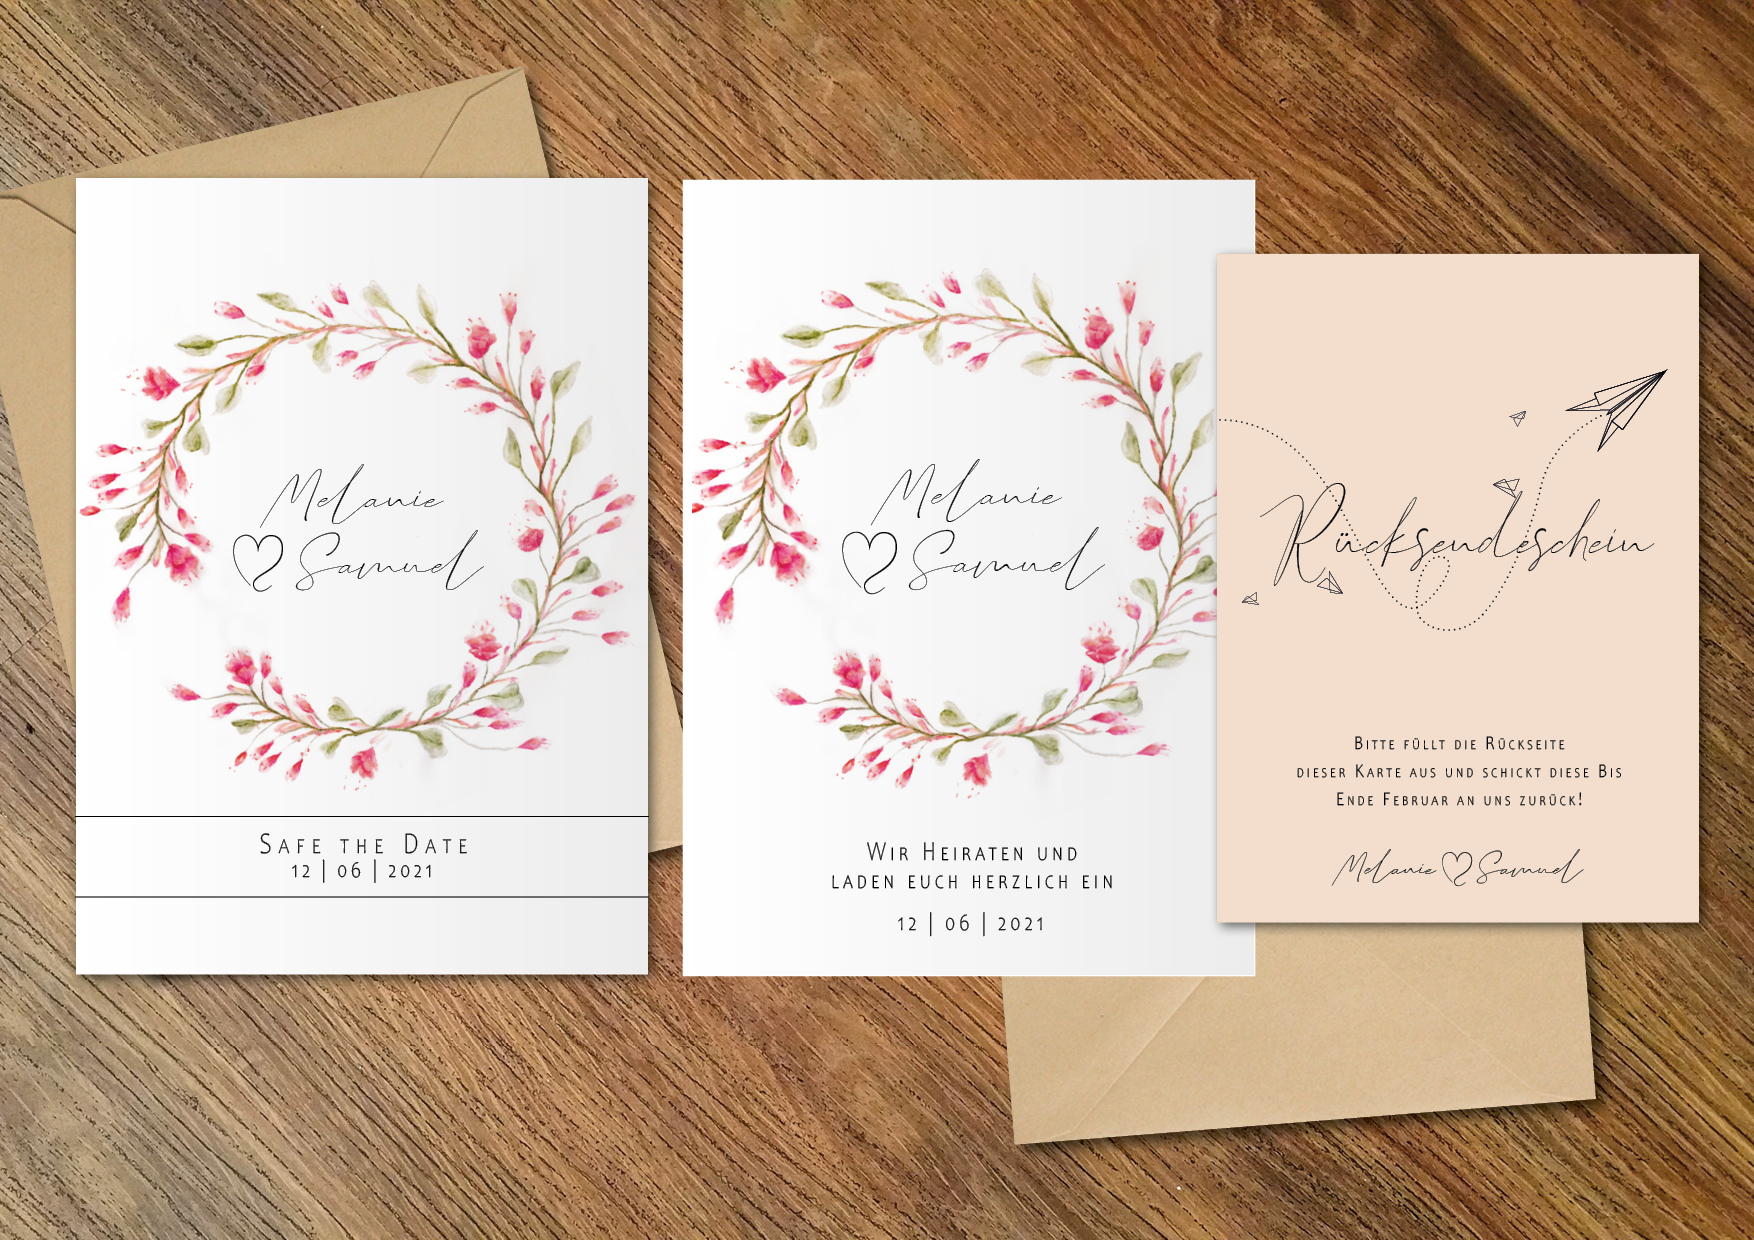 Melanie
♡ Samuel
Safe the Date
12 | 06 | 2021
Melanie
♡ Samuel
Wir Heiraten und
laden euch herzlich ein
12 | 06 | 2021
Rücksendeschein
Bitte füllt die Rückseite
dieser Karte aus und schickt diese Bis
Ende Februar an uns zurück!
Melanie ♡ Samuel